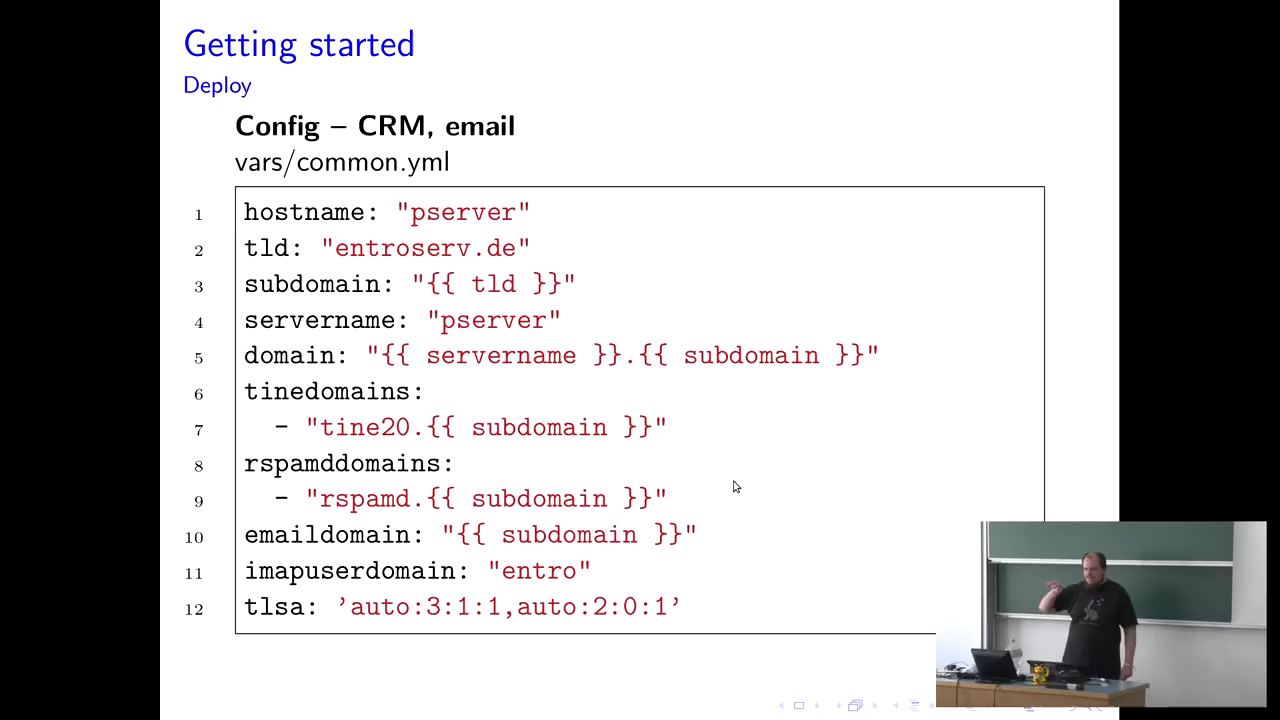 Getting started
Deploy
Config – CRM, email
vars/common.yml
1 hostname: "pserver"
2 tld: "entroserv.de"
3 subdomain: "{{ tld }}"
4 servername: "pserver"
5 domain: "{{ servername }}.{{ subdomain }}"
6 tinedomains:
7 - "tine20.{{ subdomain }}"
8 rspamddomains:
9 - "rspamd.{{ subdomain }}"
10 emaildomain: "{{ subdomain }}"
11 imapuserdomain: "entro"
12 tlsa: ’auto:3:1:1,auto:2:0:1’